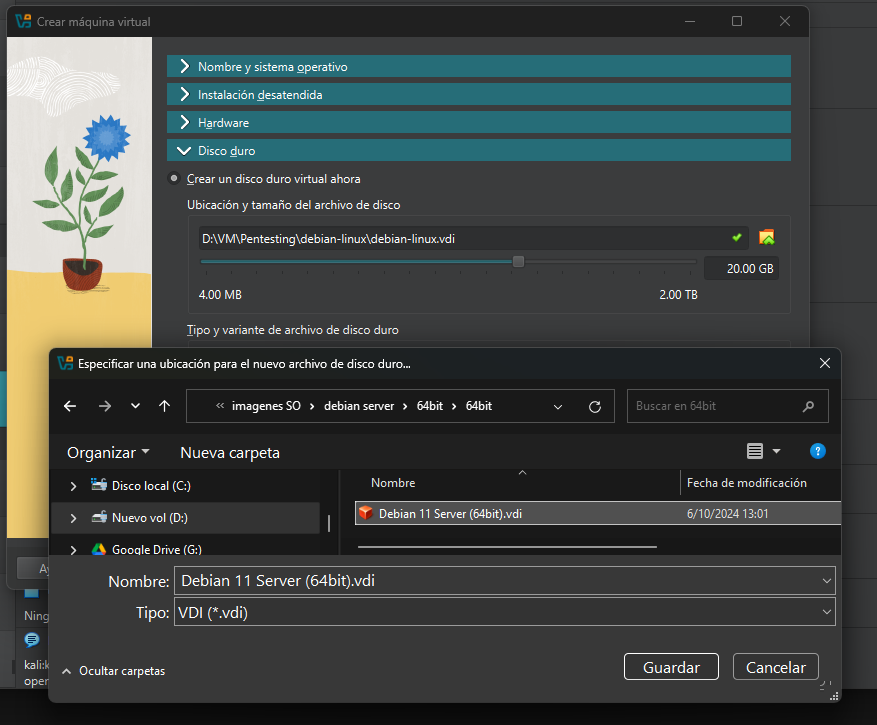 Crear máquina virtual
Nombre y sistema operativo
Instalación desatendida
Hardware
Disco duro
Crear un disco duro virtual ahora
Ubicación y tamaño del archivo de disco
D:\VM\Pentesting\debian-linux\debian-linux.vdi
20.00 GB
4.00 MB 2.00 TB
Tipo y variante de archivo de disco duro
Especificar una ubicación para el nuevo archivo de disco duro...
« imagenes SO › debian server › 64bit › 64bit
Buscar en 64bit
Organizar Nueva carpeta
Nombre Fecha de modificación
Disco local (C:)
Nuevo vol (D:)
Google Drive (G:)
Debian 11 Server (64bit).vdi 6/10/2024 13:01
Nombre: Debian 11 Server (64bit).vdi
Tipo: VDI (*.vdi)
Ocultar carpetas
Guardar Cancelar
Ay
Ning
kali:k
oper